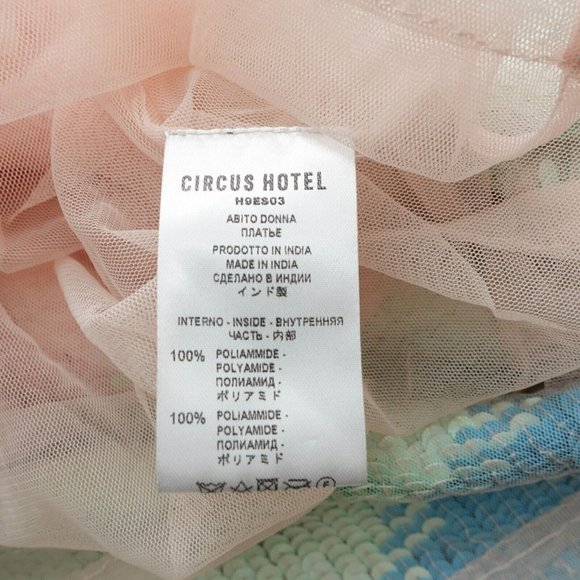 CIRCUS HOTEL
H9ES03
ABITO DONNA
ПЛАТЬЕ
PRODOTTO IN INDIA
MADE IN INDIA
СДЕЛАНО В ИНДИИ
インド製
INTERNO - INSIDE - ВНУТРЕННЯЯ
ЧАСТЬ - 内部
100% POLIAMMIDE -
POLYAMIDE -
ПОЛИАМИД -
ポリアミド
100% POLIAMMIDE -
POLYAMIDE -
ПОЛИАМИД -
ポリアミド